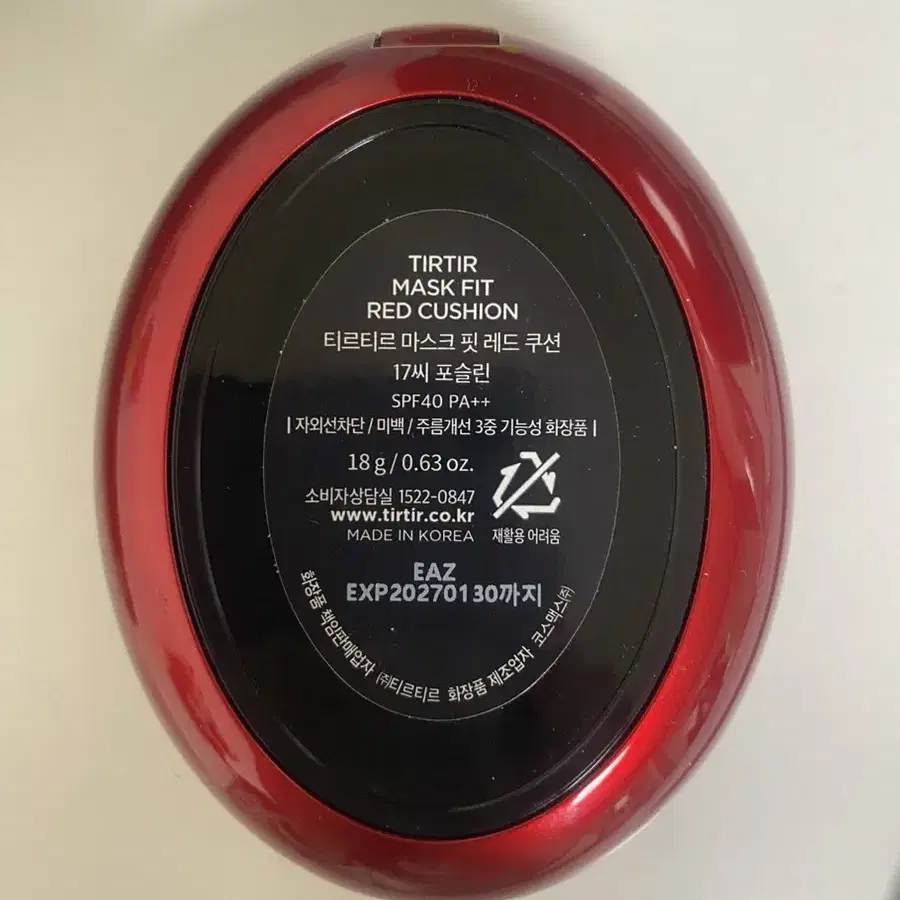 TIRTIR
MASK FIT
RED CUSHION
티르티르 마스크 핏 레드 쿠션
17씨 포슬린
SPF40 PA++
| 자외선차단 / 미백 / 주름개선 3중 기능성 화장품 |
18 g / 0.63 oz.
소비자상담실 1522-0847
www.tirtir.co.kr
MADE IN KOREA
재활용 어려움
EAZ
EXP20270130까지
화장품 책임판매업자 ㈜티르티르 화장품 제조업자 코스맥스㈜